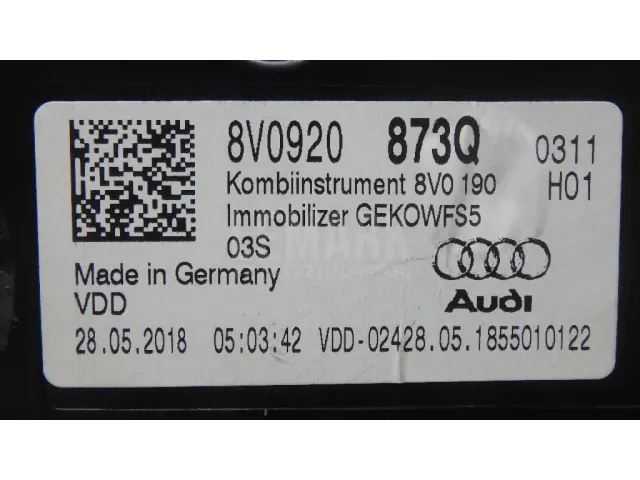 8V0920 873Q 0311
Kombiinstrument 8V0 190 H01
Immobilizer GEKOWFS5
03S
Made in Germany
VDD
Audi
28.05.2018 05:03:42 VDD-02428.05.1855010122